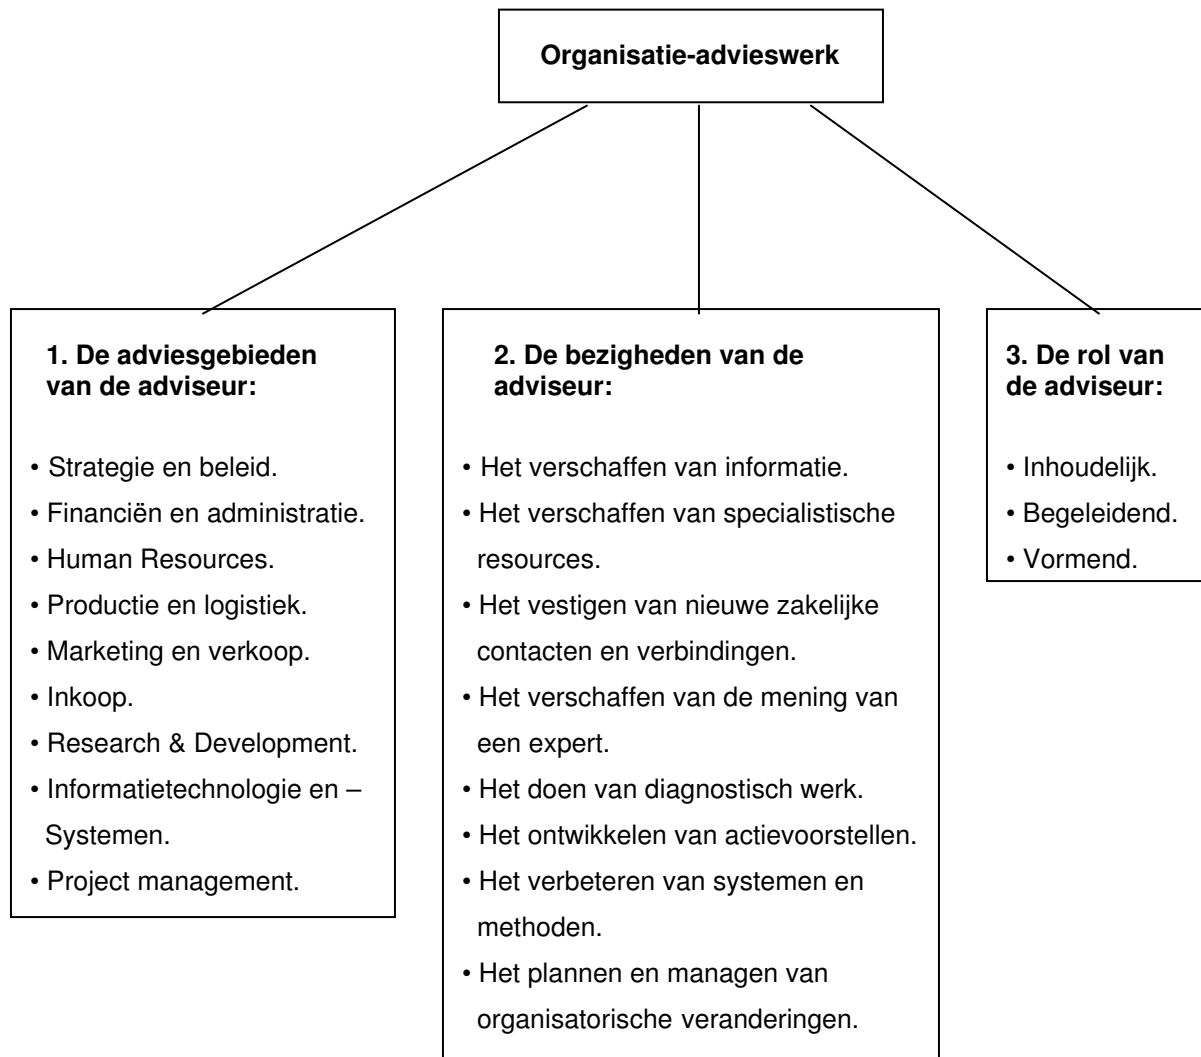 Organisatie-advieswerk
1. De adviesgebieden
van de adviseur:
• Strategie en beleid.
• Financiën en administratie.
• Human Resources.
• Productie en logistiek.
• Marketing en verkoop.
• Inkoop.
• Research & Development.
• Informatietechnologie en –
Systemen.
• Project management.
2. De bezigheden van de
adviseur:
• Het verschaffen van informatie.
• Het verschaffen van specialistische
resources.
• Het vestigen van nieuwe zakelijke
contacten en verbindingen.
• Het verschaffen van de mening van
een expert.
• Het doen van diagnostisch werk.
• Het ontwikkelen van actievoorstellen.
• Het verbeteren van systemen en
methoden.
• Het plannen en managen van
organisatorische veranderingen.
3. De rol van
de adviseur:
• Inhoudelijk.
• Begeleidend.
• Vormend.